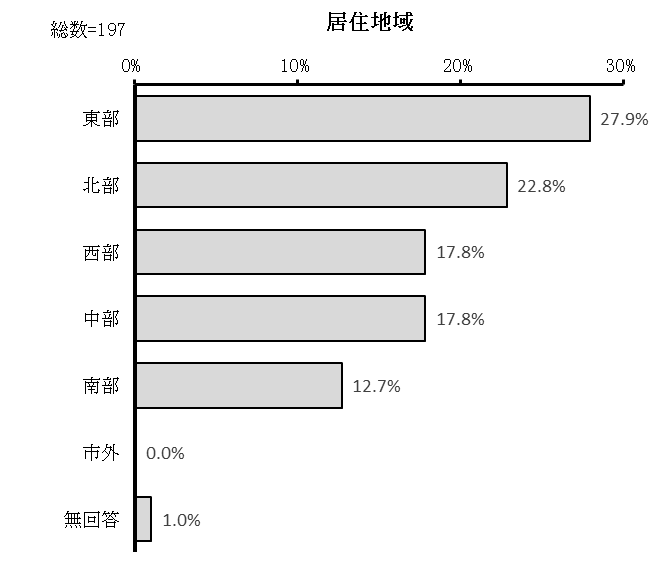 居住地域
総数=197
0%
10%
20%
30%
東部
27.9%
北部
22.8%
西部
17.8%
中部
17.8%
南部
12.7%
市外
0.0%
無回答
1.0%